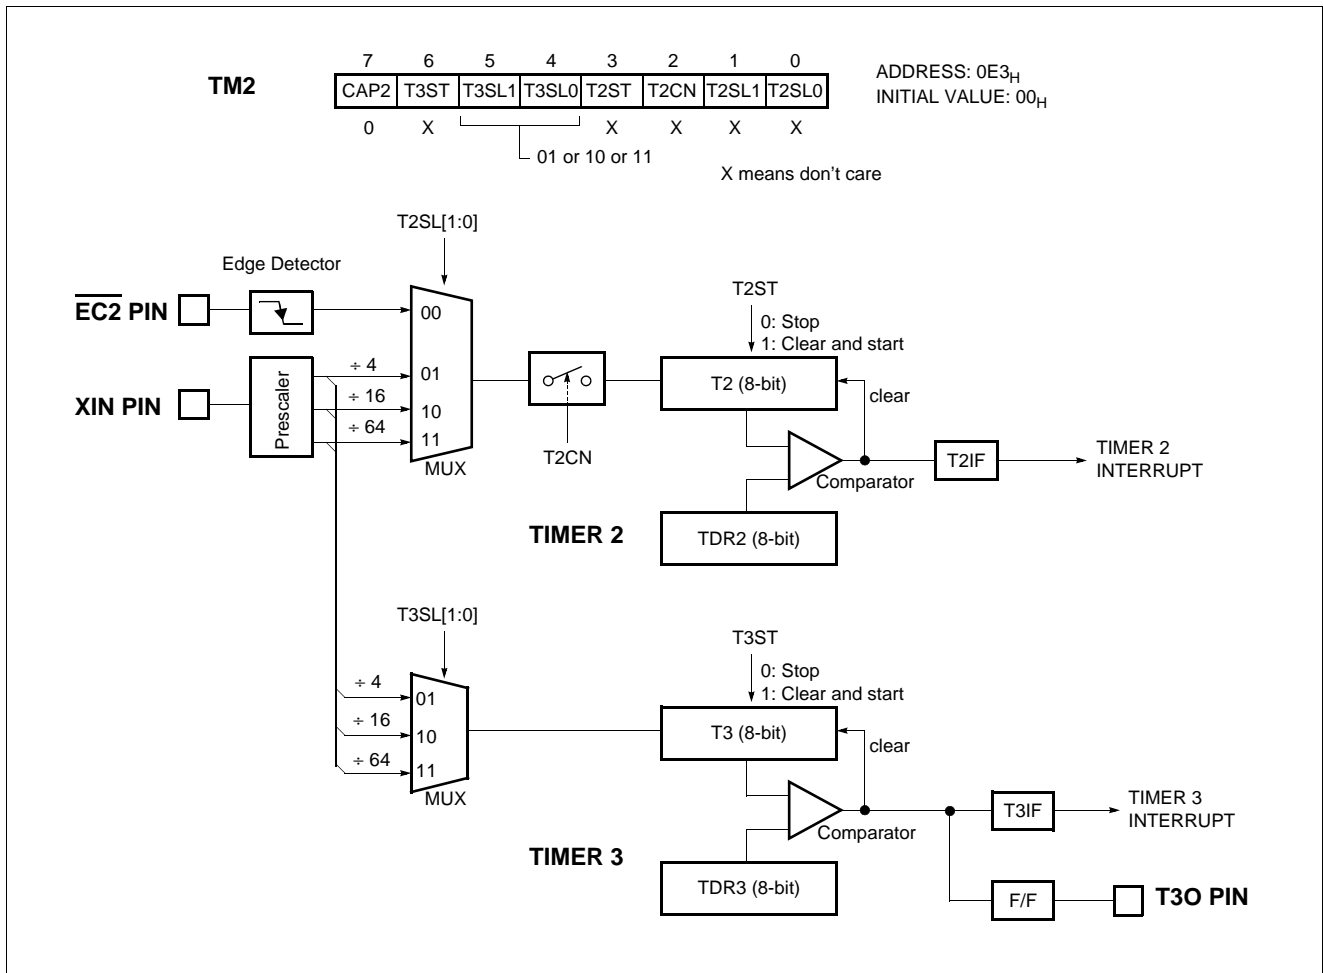 7 6 5 4 3 2 1 0
TM2
CAP2 T3ST T3SL1 T3SL0 T2ST T2CN T2SL1 T2SL0
ADDRESS: 0E3H
INITIAL VALUE: 00H
0 X X X X X
01 or 10 or 11
X means don't care
T2SL[1:0]
Edge Detector
EC2 PIN
00
T2ST
0: Stop
1: Clear and start
XIN PIN
Prescaler
÷ 4
÷ 16
÷ 64
01
10
11
MUX
T2CN
T2 (8-bit)
clear
Comparator
T2IF
TIMER 2
INTERRUPT
TIMER 2
TDR2 (8-bit)
T3SL[1:0]
÷ 4
÷ 16
÷ 64
01
10
11
MUX
T3ST
0: Stop
1: Clear and start
T3 (8-bit)
clear
Comparator
T3IF
TIMER 3
INTERRUPT
TIMER 3
TDR3 (8-bit)
F/F
T3O PIN